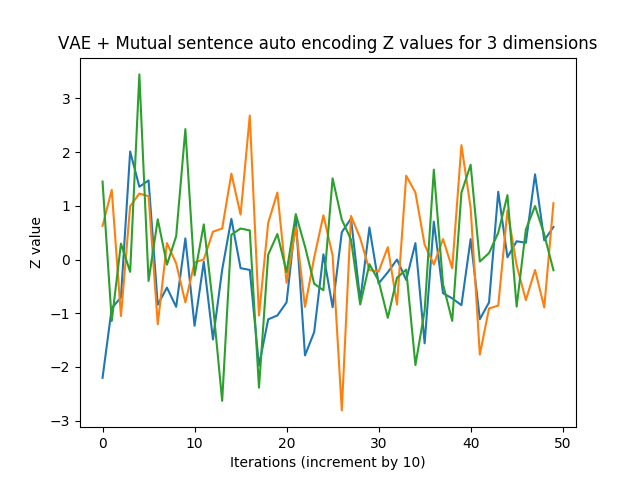 VAE + Mutual sentence auto encoding Z values for 3 dimensions
3
2
1
0
−1
−2
−3
Z value
0 10 20 30 40 50
Iterations (increment by 10)